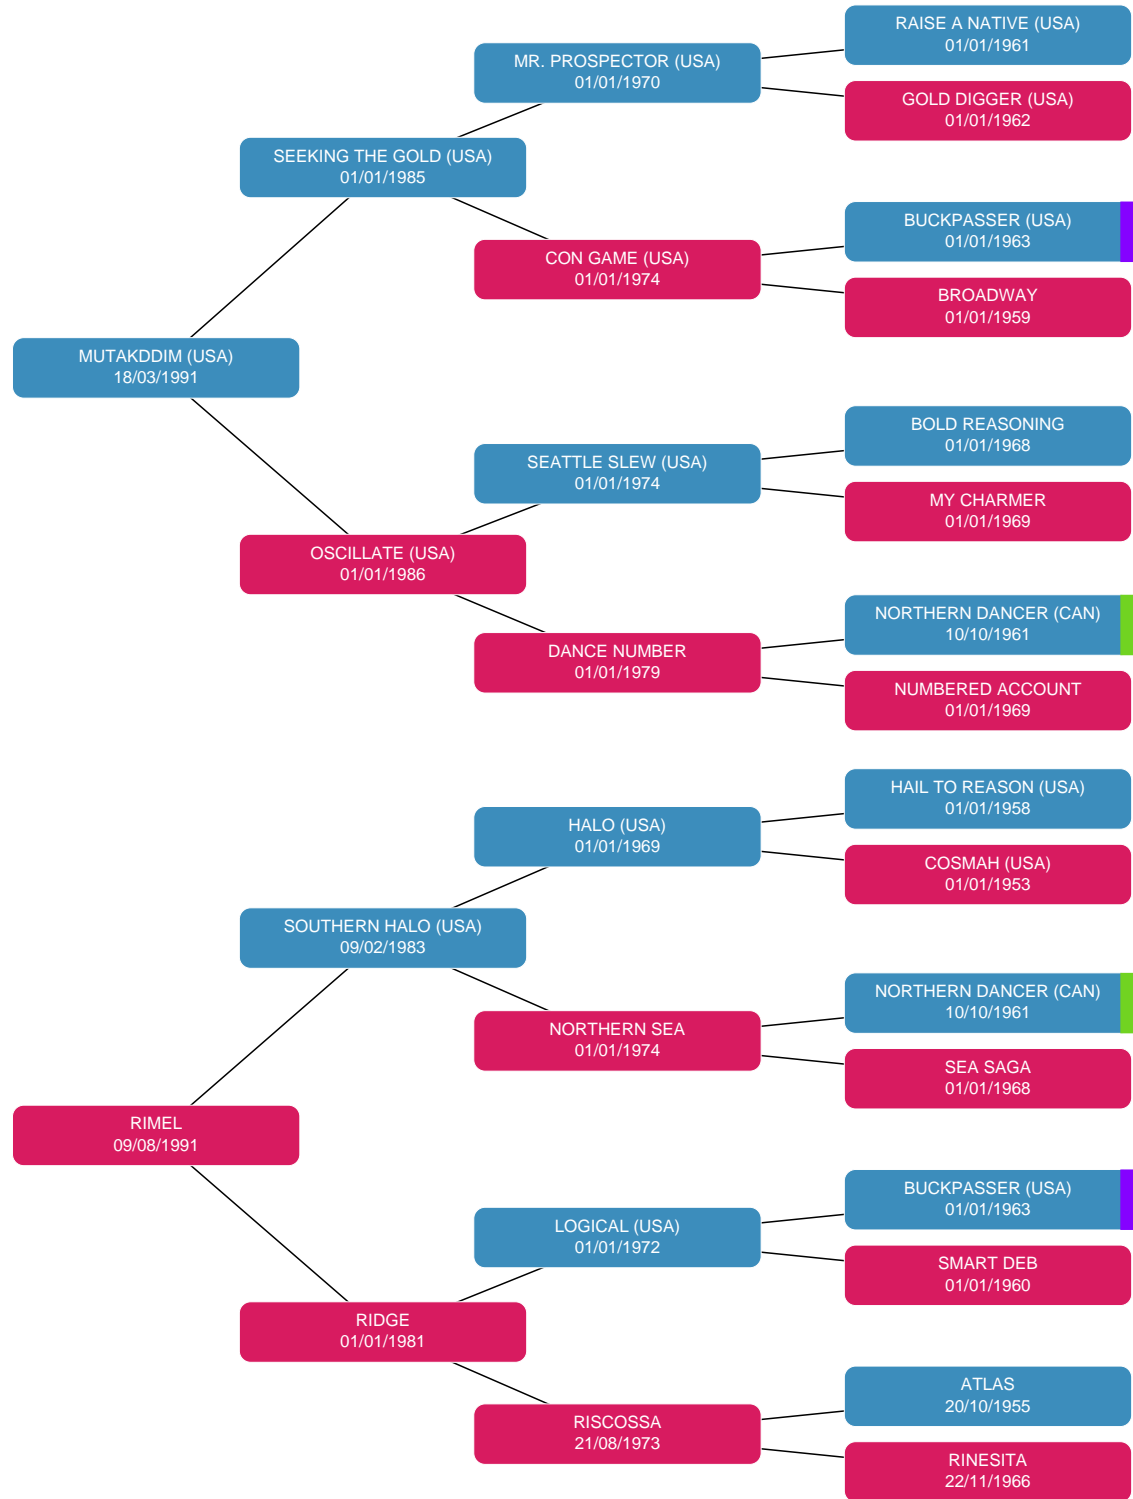 RAISE A NATIVE (USA)
01/01/1961
MR. PROSPECTOR (USA)
01/01/1970
GOLD DIGGER (USA)
01/01/1962
SEEKING THE GOLD (USA)
01/01/1985
BUCKPASSER (USA)
01/01/1963
CON GAME (USA)
01/01/1974
BROADWAY
01/01/1959
MUTAKDDIM (USA)
18/03/1991
BOLD REASONING
01/01/1968
SEATTLE SLEW (USA)
01/01/1974
MY CHARMER
01/01/1969
OSCILLATE (USA)
01/01/1986
NORTHERN DANCER (CAN)
10/10/1961
DANCE NUMBER
01/01/1979
NUMBERED ACCOUNT
01/01/1969
HAIL TO REASON (USA)
01/01/1958
HALO (USA)
01/01/1969
COSMAH (USA)
01/01/1953
SOUTHERN HALO (USA)
09/02/1983
NORTHERN DANCER (CAN)
10/10/1961
NORTHERN SEA
01/01/1974
SEA SAGA
01/01/1968
RIMEL
09/08/1991
BUCKPASSER (USA)
01/01/1963
LOGICAL (USA)
01/01/1972
SMART DEB
01/01/1960
RIDGE
01/01/1981
ATLAS
20/10/1955
RISCOSSA
21/08/1973
RINESITA
22/11/1966